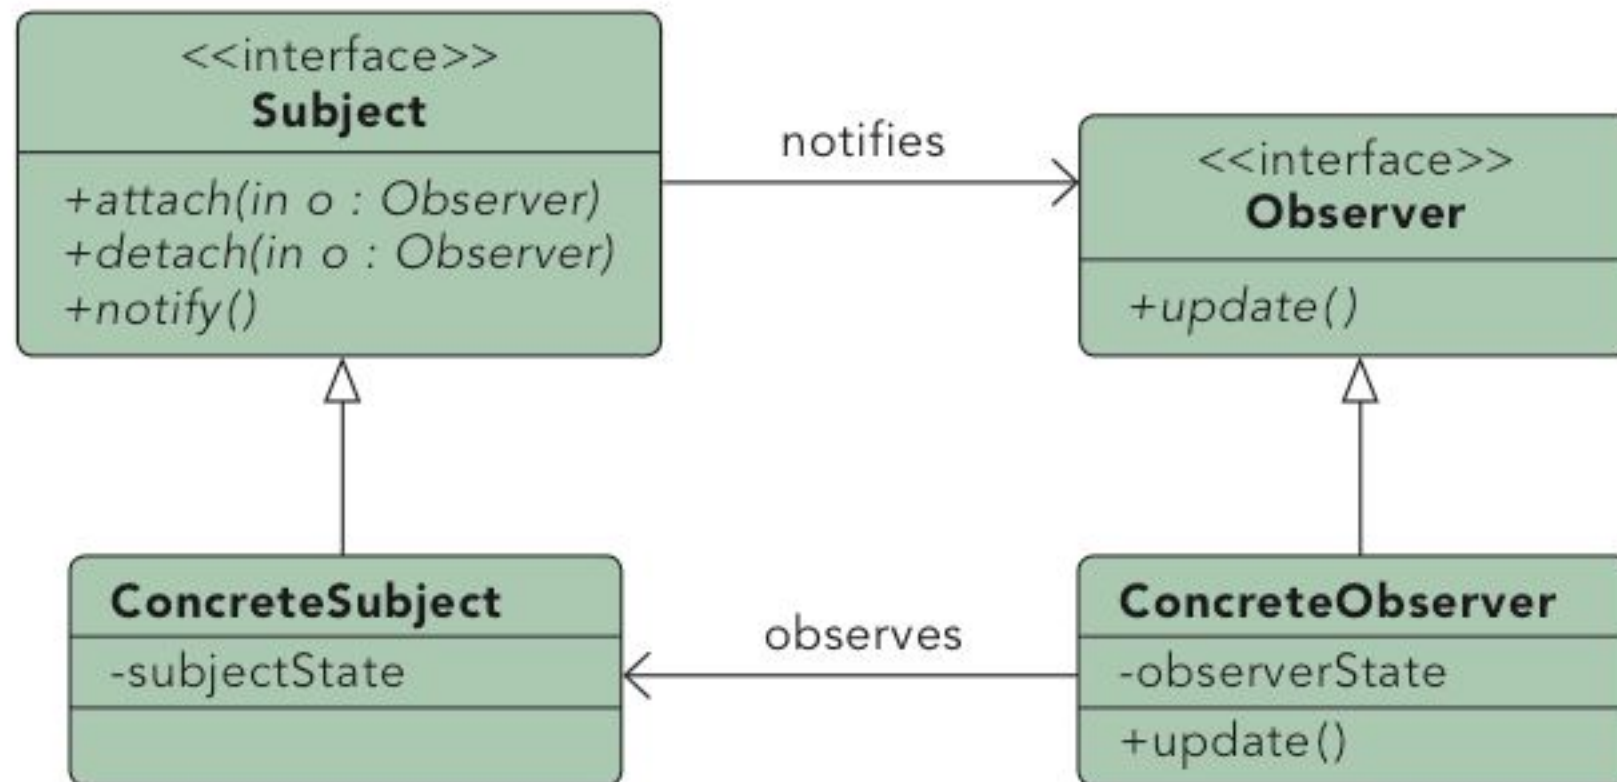 <<interface>>
Subject
+attach(in o : Observer)
+detach(in o : Observer)
+notify()
notifies
<<interface>>
Observer
+update()
ConcreteSubject
-subjectState
observes
ConcreteObserver
-observerState
+update()